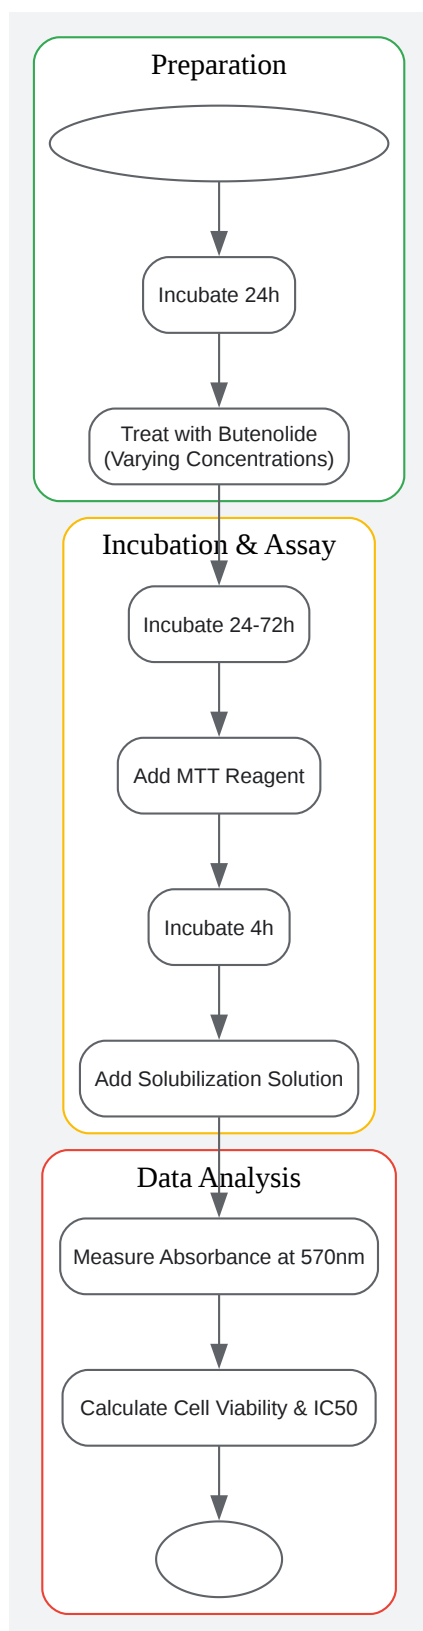 Preparation
Incubate 24h
Treat with Butenolide
(Varying Concentrations)
Incubation & Assay
Incubate 24-72h
Add MTT Reagent
Incubate 4h
Add Solubilization Solution
Data Analysis
Measure Absorbance at 570nm
Calculate Cell Viability & IC50